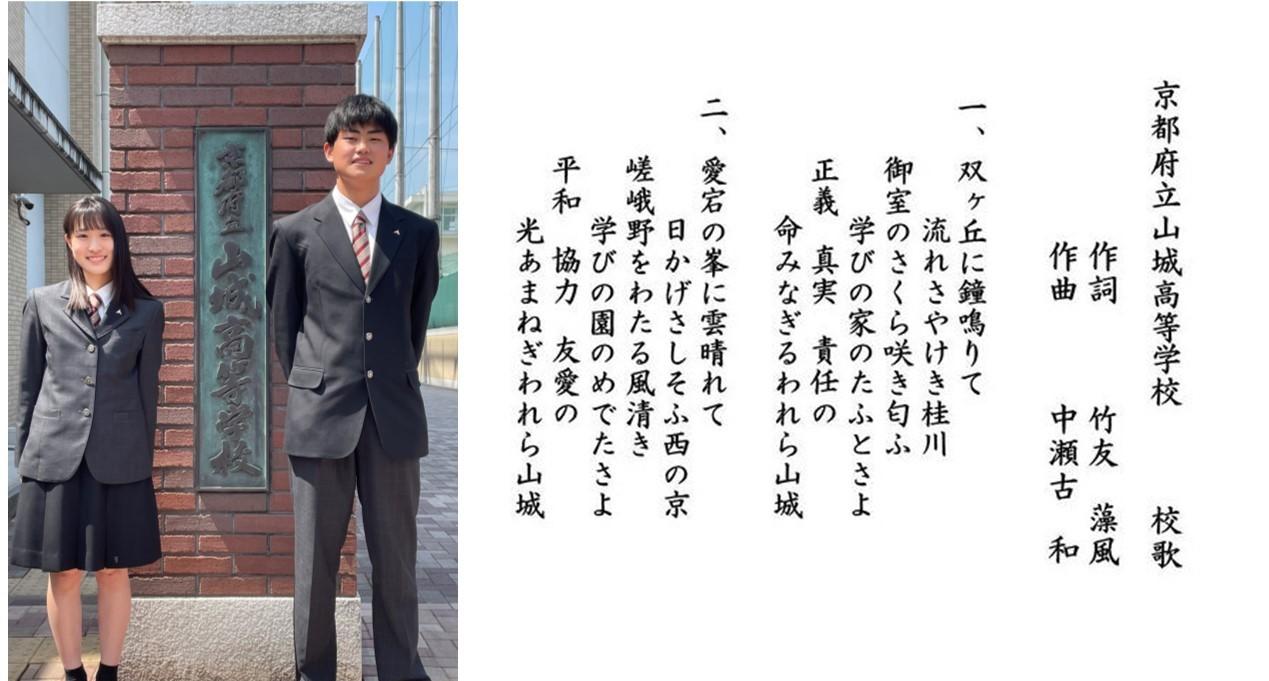 京都府立山城高等学校
京都府立山城高等学校 校歌
作詞 竹友 藻風
作曲 中瀬古 和
一、双ヶ丘に鐘鳴りて
流れさやけき桂川
御室のさくら咲き匂ふ
学びの家のたふとさよ
正義 真実 責任の
命みなぎるわれら山城
二、愛宕の峯に雲晴れて
日かげさしそふ西の京
嵯峨野をわたる風清き
学びの園のめでたさよ
平和 協力 友愛の
光あまねぎわれら山城